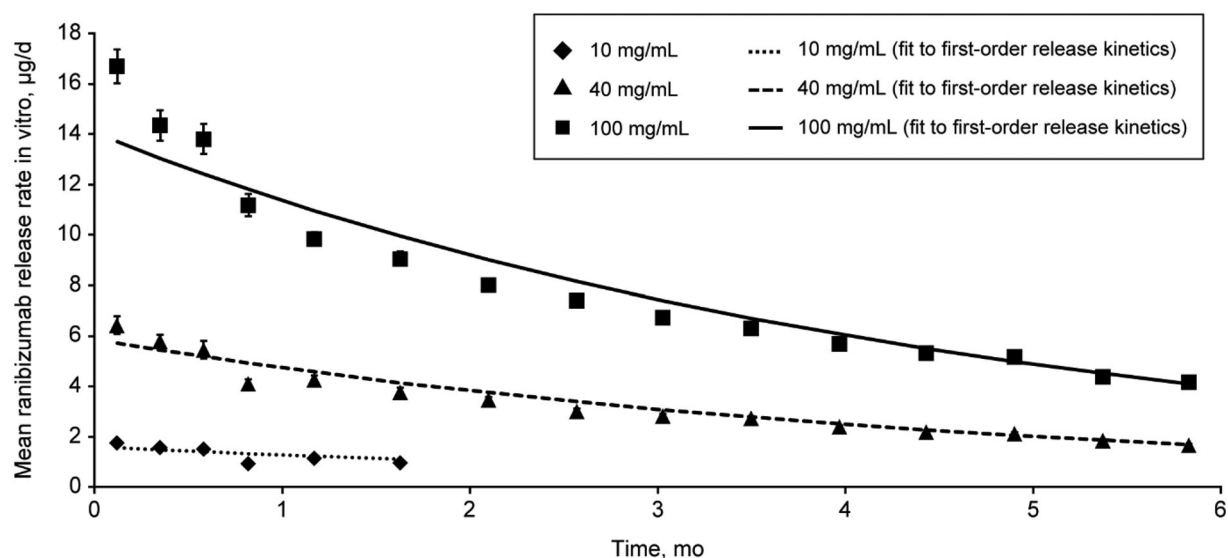 Mean ranibizumab release rate in vitro, µg/d
18
16
14
12
10
8
6
4
2
0
0 1 2 3 4 5 6
Time, mo
10 mg/mL 10 mg/mL (fit to first-order release kinetics)
40 mg/mL 40 mg/mL (fit to first-order release kinetics)
100 mg/mL 100 mg/mL (fit to first-order release kinetics)